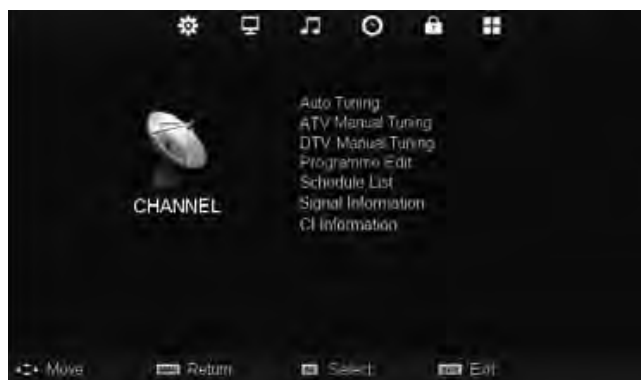 Auto Tuning
ATV Manual Tuning
DTV Manual Tuning
Programme Edit
Schedule List
Signal Information
CI Information
CHANNEL
Move Return Select Exit